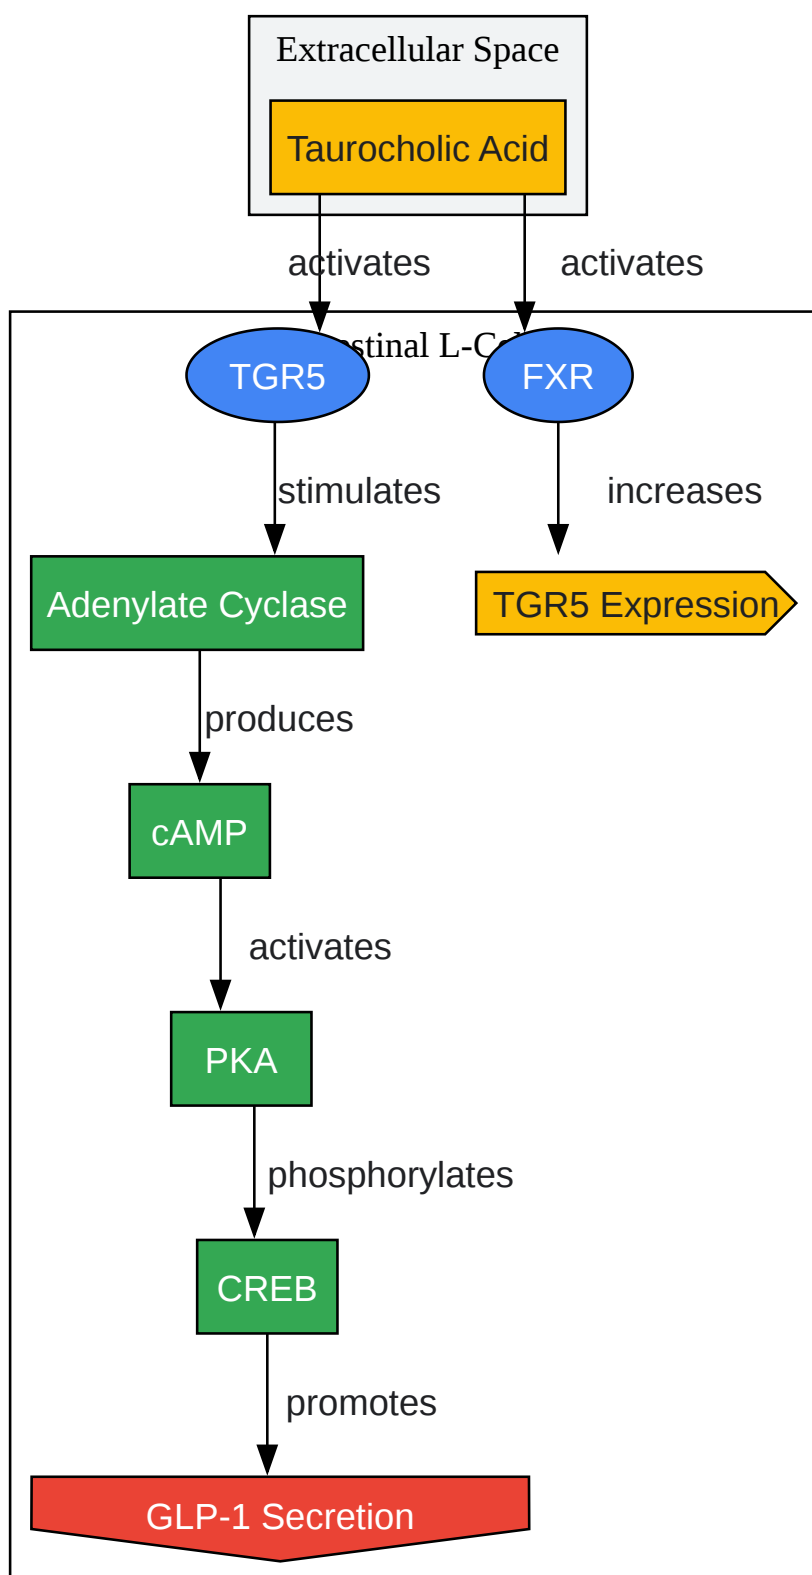 Extracellular Space
Taurocholic Acid
activates
activates
TGR5
FXR
stimulates
increases
Adenylate Cyclase
TGR5 Expression
produces
cAMP
activates
PKA
phosphorylates
CREB
promotes
GLP-1 Secretion